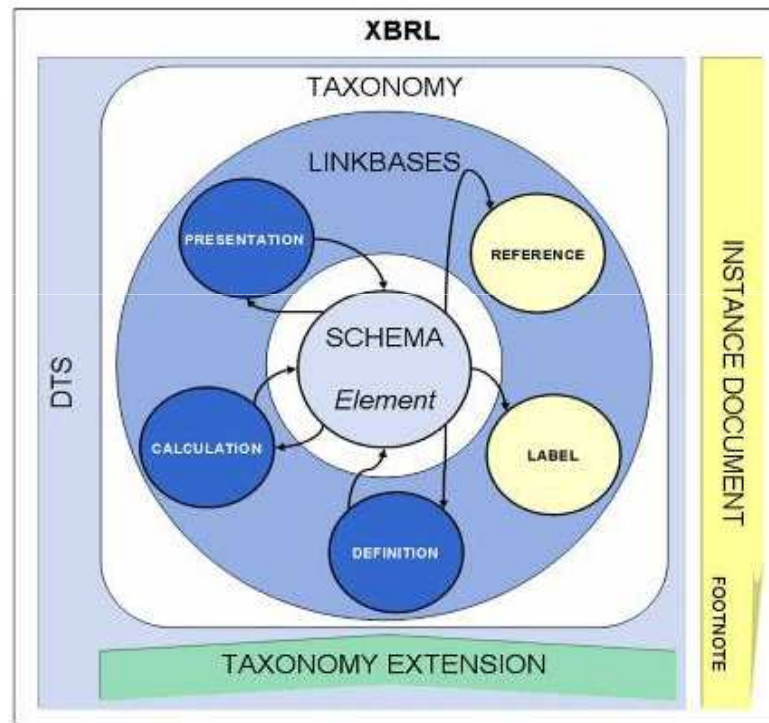 XBRL
TAXONOMY
LINKBASES
PRESENTATION
REFERENCE
SCHEMA
Element
CALCULATION
LABEL
DEFINITION
DTS
INSTANCE DOCUMENT
FOOTNOTE
TAXONOMY EXTENSION